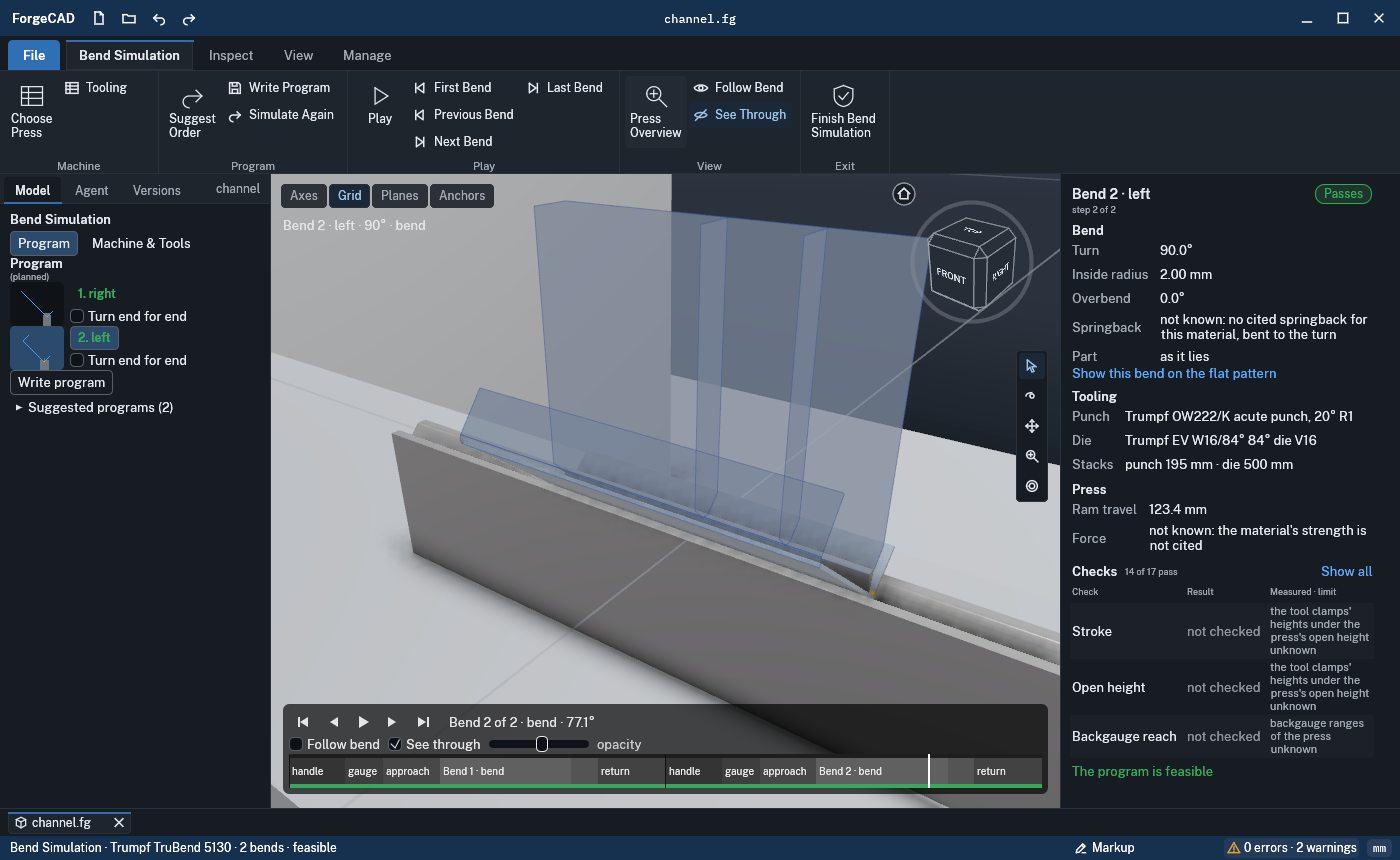 ForgeCAD
channel.fg
File
Bend Simulation
Inspect
View
Manage
Choose Press
Tooling
Machine
Suggest Order
Write Program
Simulate Again
Program
Play
First Bend
Previous Bend
Next Bend
Last Bend
Play
Press Overview
Follow Bend
See Through
View
Finish Bend Simulation
Exit
Model
Agent
Versions
channel
Bend Simulation
Program
Machine & Tools
Program
(planned)
1. right
Turn end for end
2. left
Turn end for end
Write program
Suggested programs (2)
Axes
Grid
Planes
Anchors
Bend 2 · left · 90° · bend
TOP
FRONT
RIGHT
Bend 2 of 2 · bend · 77.1°
Follow bend
See through
opacity
handle
gauge
approach
Bend 1 · bend
return
handle
gauge
approach
Bend 2 · bend
return
Bend 2 · left
Passes
step 2 of 2
Bend
Turn 90.0°
Inside radius 2.00 mm
Overbend 0.0°
Springback not known: no cited springback for
this material, bent to the turn
Part as it lies
Show this bend on the flat pattern
Tooling
Punch Trumpf OW222/K acute punch, 20° R1
Die Trumpf EV W16/84° 84° die V16
Stacks punch 195 mm · die 500 mm
Press
Ram travel 123.4 mm
Force not known: the material's strength is
not cited
Checks 14 of 17 pass Show all
Check Result Measured · limit
Stroke not checked the tool clamps'
heights under the
press's open height
unknown
Open height not checked the tool clamps'
heights under the
press's open height
unknown
Backgauge reach not checked backgauge ranges
of the press
unknown
The program is feasible
channel.fg
Bend Simulation · Trumpf TruBend 5130 · 2 bends · feasible
Markup
0 errors · 2 warnings
mm